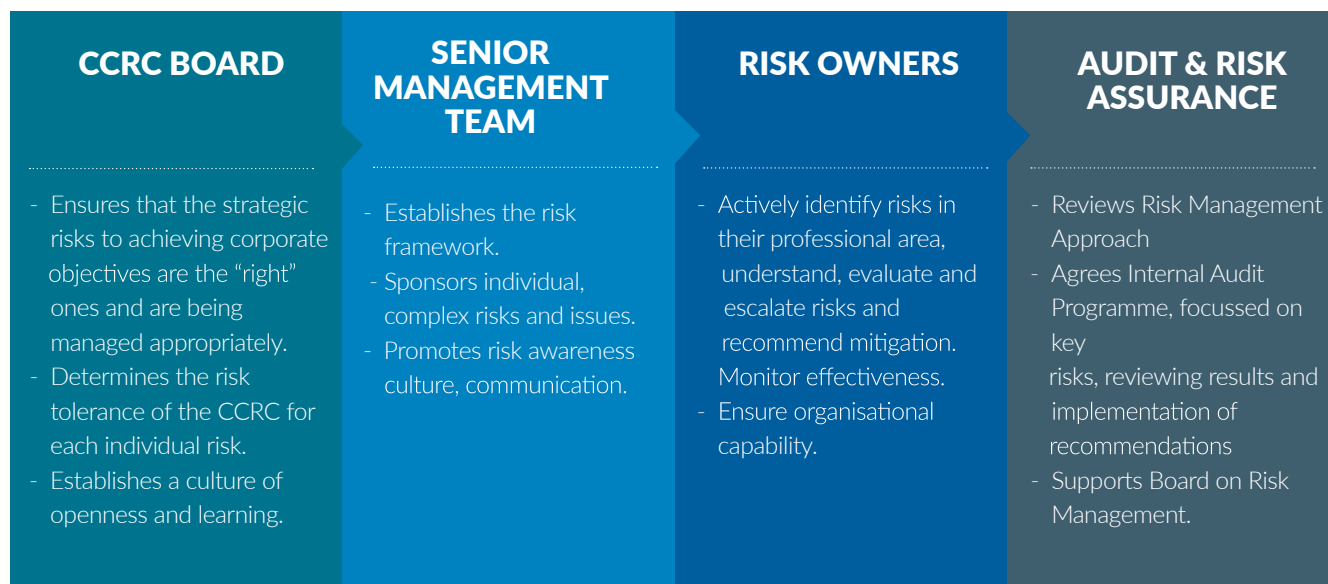 CCRC BOARD
- Ensures that the strategic
risks to achieving corporate
objectives are the “right”
ones and are being
managed appropriately.
- Determines the risk
tolerance of the CCRC for
each individual risk.
- Establishes a culture of
openness and learning.
SENIOR
MANAGEMENT
TEAM
- Establishes the risk
framework.
- Sponsors individual,
complex risks and issues.
- Promotes risk awareness
culture, communication.
RISK OWNERS
- Actively identify risks in
their professional area,
understand, evaluate and
escalate risks and
recommend mitigation.
Monitor effectiveness.
- Ensure organisational
capability.
AUDIT & RISK
ASSURANCE
- Reviews Risk Management
Approach
- Agrees Internal Audit
Programme, focussed on
key
risks, reviewing results and
implementation of
recommendations
- Supports Board on Risk
Management.